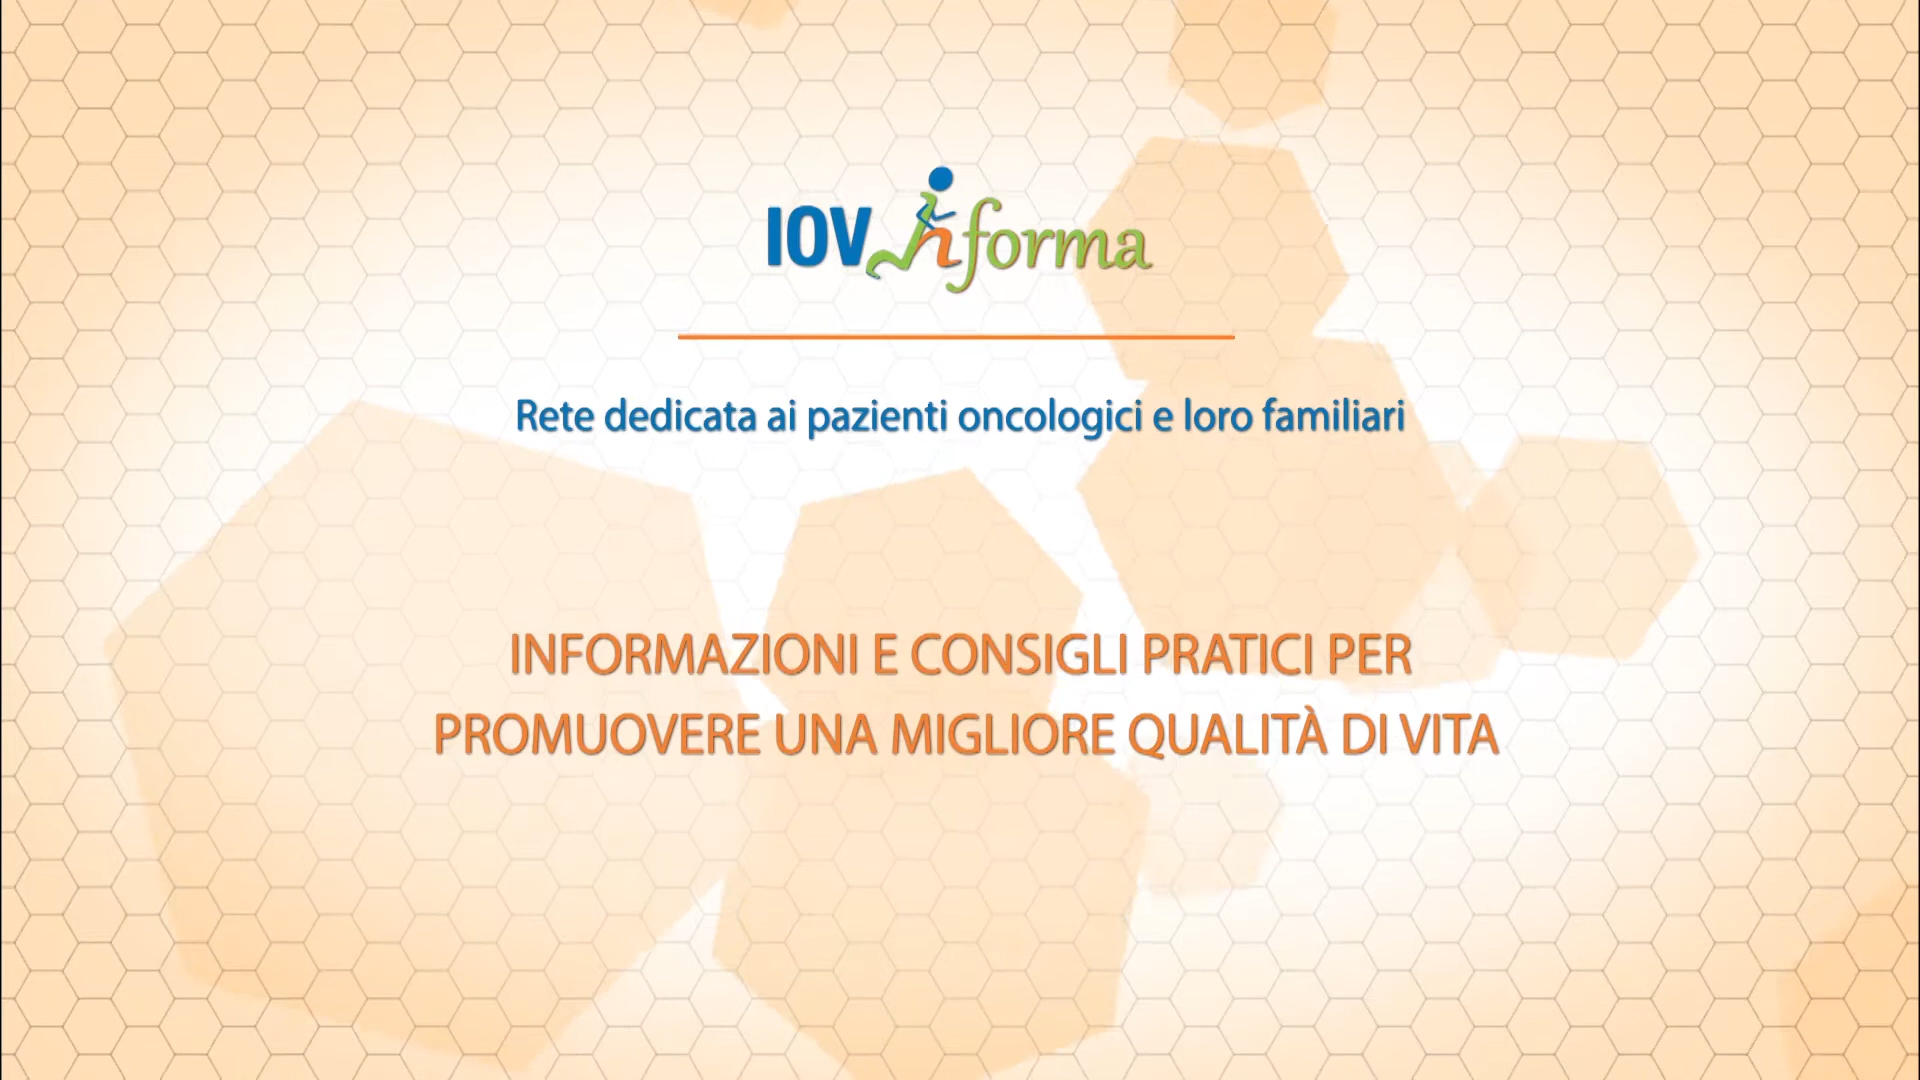 IOV informa
Rete dedicata ai pazienti oncologici e loro familiari
INFORMAZIONI E CONSIGLI PRATICI PER
PROMUOVERE UNA MIGLIORE QUALITÀ DI VITA